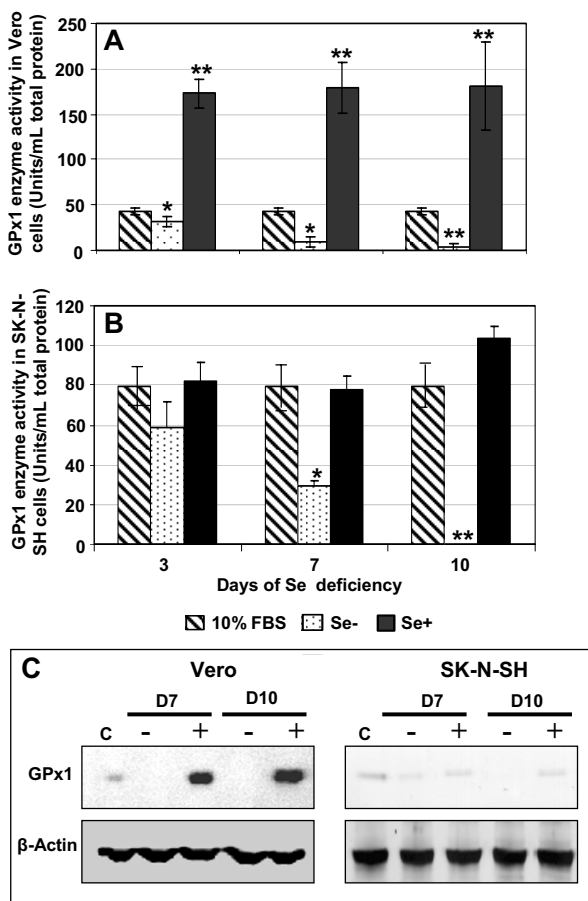 A
GPx1 enzyme activity in Vero
cells (Units/mL total protein)
250
200
150
100
50
0
**
**
**
*
*
**
B
GPx1 enzyme activity in SK-N-
SH cells (Units/mL total protein)
120
100
80
60
40
20
0
*
**
3 7 10
Days of Se deficiency
10% FBS Se- Se+
C
Vero SK-N-SH
D7 D10 D7 D10
C - + - + C - + - +
GPx1
β-Actin